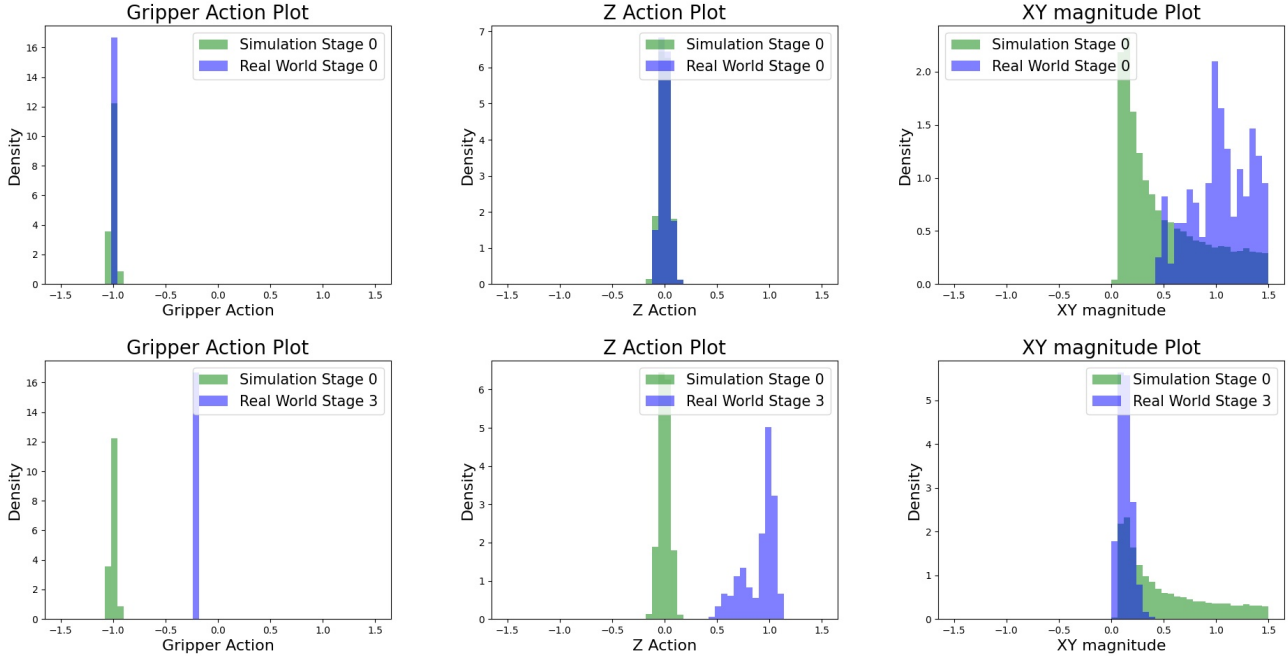 Gripper Action Plot
16
14
12
10
8
6
4
2
0
Density
Simulation Stage 0
Real World Stage 0
−1.5 −1.0 −0.5 0.0 0.5 1.0 1.5
Gripper Action
Z Action Plot
7
6
5
4
3
2
1
0
Density
Simulation Stage 0
Real World Stage 0
−1.5 −1.0 −0.5 0.0 0.5 1.0 1.5
Z Action
XY magnitude Plot
2.0
1.5
1.0
0.5
0.0
Density
Simulation Stage 0
Real World Stage 0
−1.5 −1.0 −0.5 0.0 0.5 1.0 1.5
XY magnitude
Gripper Action Plot
16
14
12
10
8
6
4
2
0
Density
Simulation Stage 0
Real World Stage 3
−1.5 −1.0 −0.5 0.0 0.5 1.0 1.5
Gripper Action
Z Action Plot
6
5
4
3
2
1
0
Density
Simulation Stage 0
Real World Stage 3
−1.5 −1.0 −0.5 0.0 0.5 1.0 1.5
Z Action
XY magnitude Plot
5
4
3
2
1
0
Density
Simulation Stage 0
Real World Stage 3
−1.5 −1.0 −0.5 0.0 0.5 1.0 1.5
XY magnitude